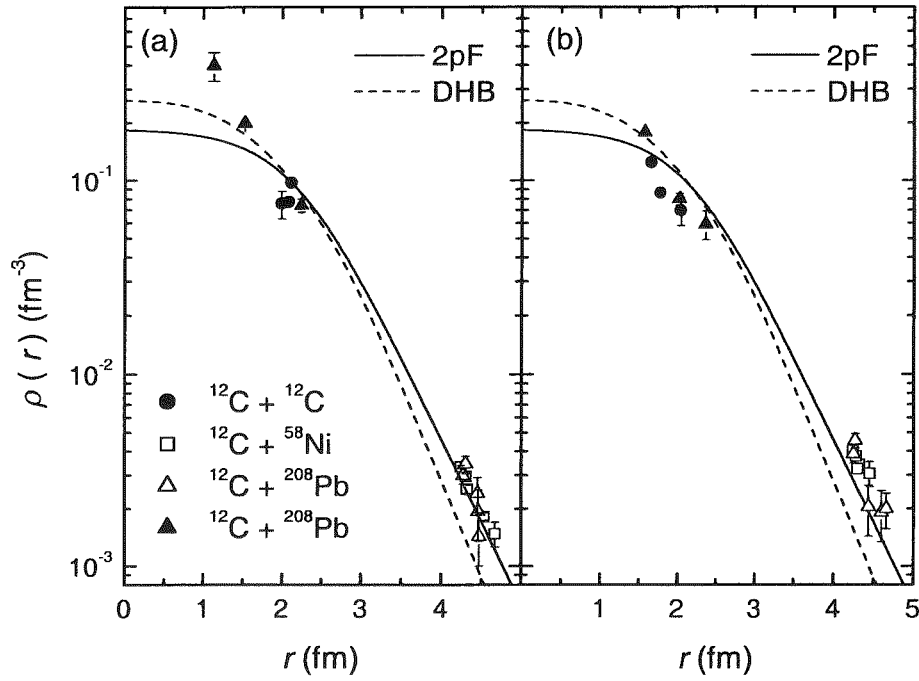 (a)
2pF
DHB
(b)
2pF
DHB
10⁻¹
10⁻²
10⁻³
ρ ( r ) (fm⁻³)
¹²C + ¹²C
¹²C + ⁵⁸Ni
¹²C + ²⁰⁸Pb
¹²C + ²⁰⁸Pb
0 1 2 3 4 1 2 3 4 5
r (fm) r (fm)